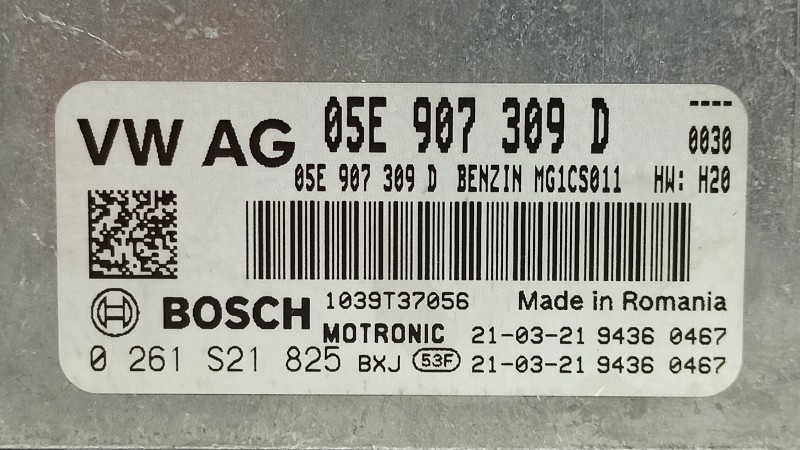 VW AG 05E 907 309 D ----
0030
05E 907 309 D BENZIN MG1CS011 HW: H20
BOSCH 1039T37056 Made in Romania
MOTRONIC 21-03-21 9436 0467
0 261 S21 825 BXJ 53F 21-03-21 9436 0467